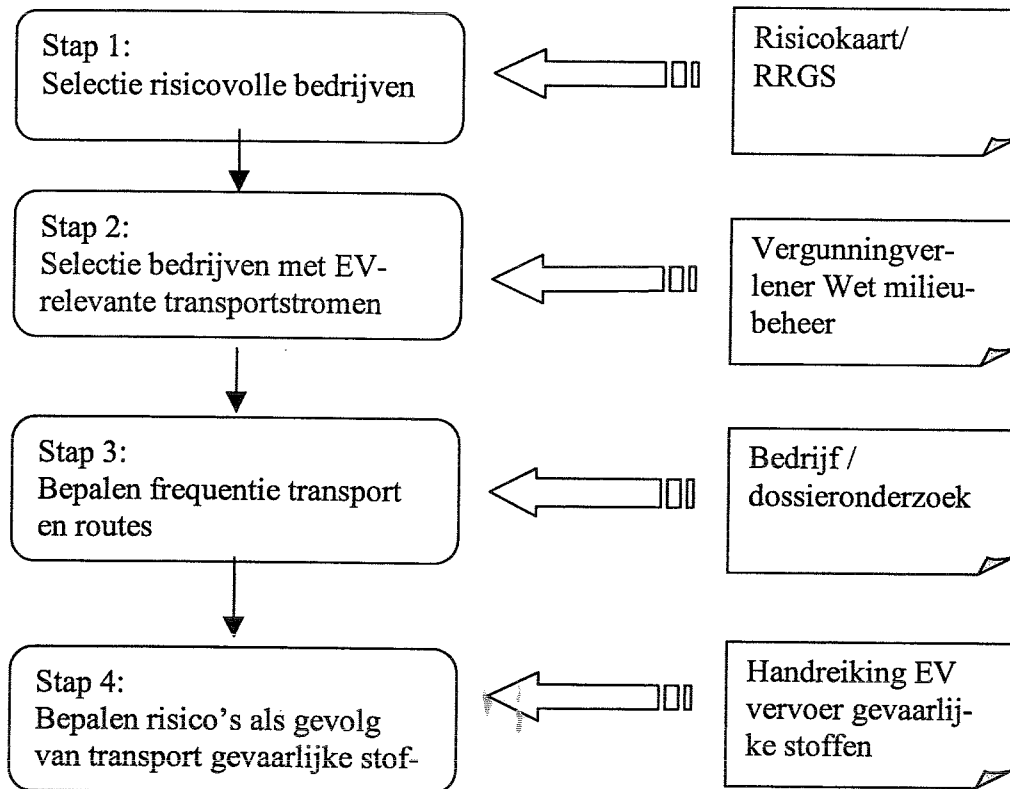 Stap 1:
Selectie risicovolle bedrijven
Risicokaart/
RRGS
Stap 2:
Selectie bedrijven met EV-
relevante transportstromen
Vergunningver-
lener Wet milieu-
beheer
Stap 3:
Bepalen frequentie transport
en routes
Bedrijf /
dossieronderzoek
Stap 4:
Bepalen risico's als gevolg
van transport gevaarlijke stof-
Handreiking EV
vervoer gevaarlij-
ke stoffen